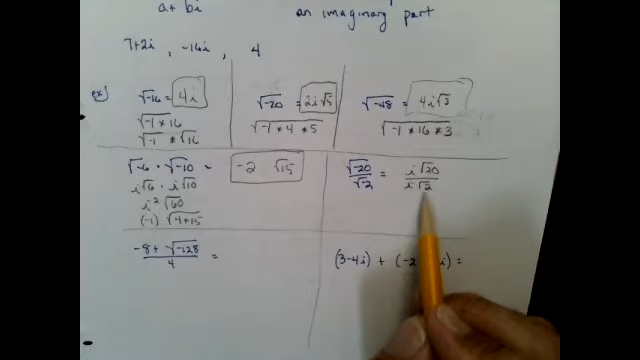 a + bi
an imaginary part
7+2i , -16i , 4
ex) √-16 = 4i
√-1 * 16
√-1 * √16
√-20 = 2i√5
√-1 * 4 * 5
√-48 = 4i√3
√-1 * 16 * 3
√-6 · √-10 = -2 √15
i√6 · i√10
i² √60
(-1) √4*15
√-20 / √-2 = i√20 / i√2
-8 + √-128 / 4 =
(3-4i) + (-2 i) =